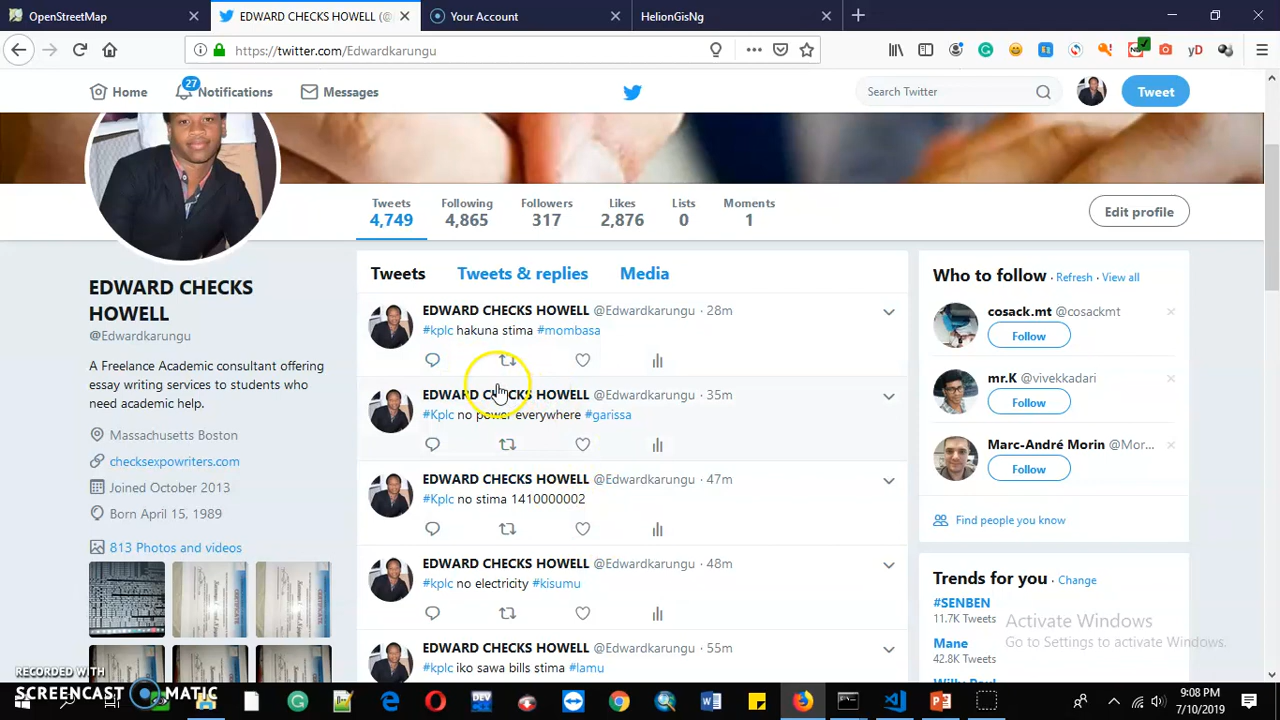 OpenStreetMap
EDWARD CHECKS HOWELL (@
Your Account
HelionGisNg
https://twitter.com/Edwardkarungu
27
Home
Notifications
Messages
Search Twitter
Tweet
Tweets
Following
Followers
Likes
Lists
Moments
4,749
4,865
317
2,876
0
1
Edit profile
EDWARD CHECKS
HOWELL
@Edwardkarungu
A Freelance Academic consultant offering
essay writing services to students who
need academic help.
Massachusetts Boston
checksexpowriters.com
Joined October 2013
Born April 15, 1989
813 Photos and videos
Tweets Tweets & replies Media
EDWARD CHECKS HOWELL @Edwardkarungu · 28m
#kplc hakuna stima #mombasa
EDWARD CHECKS HOWELL @Edwardkarungu · 35m
#Kplc no power everywhere #garissa
EDWARD CHECKS HOWELL @Edwardkarungu · 47m
#Kplc no stima 1410000002
EDWARD CHECKS HOWELL @Edwardkarungu · 48m
#kplc no electricity #kisumu
EDWARD CHECKS HOWELL @Edwardkarungu · 55m
#kplc iko sawa bills stima #lamu
Who to follow · Refresh · View all
cosack.mt @cosackmt
Follow
mr.K @vivekkadari
Follow
Marc-André Morin @Mor...
Follow
Find people you know
Trends for you · Change
#SENBEN
11.7K Tweets
Mane
42.8K Tweets
Activate Windows
Go to Settings to activate Windows.
RECORDED WITH
SCREENCAST MATIC
DEV
9:08 PM
7/10/2019